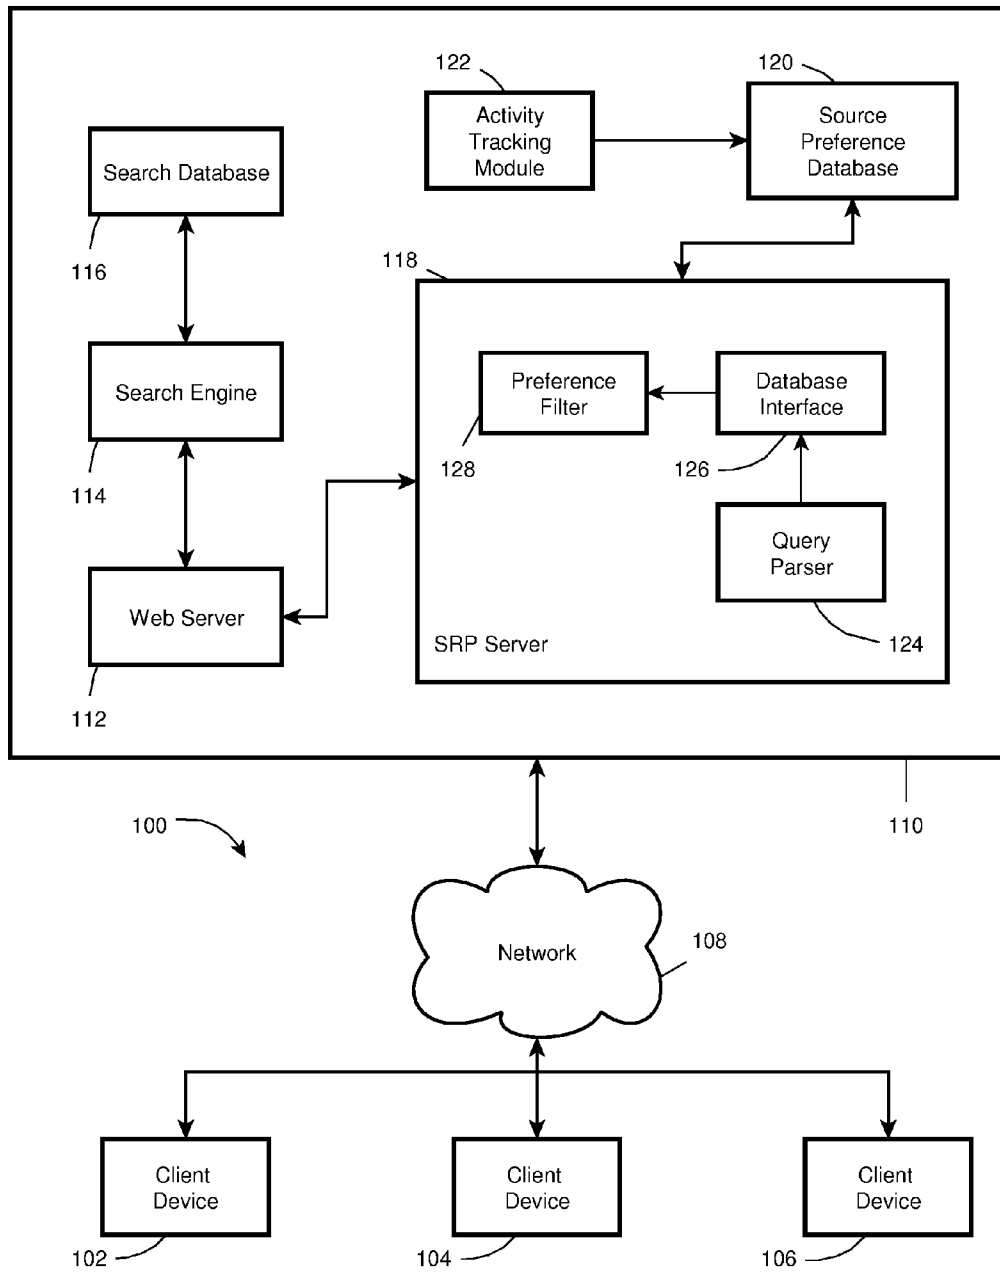 122
120
Activity
Tracking
Module
Source
Preference
Database
Search Database
116
118
Preference
Filter
Database
Interface
Search Engine
128
126
114
Query
Parser
Web Server
SRP Server
124
112
100
110
108
Network
Client
Device
Client
Device
Client
Device
102
104
106